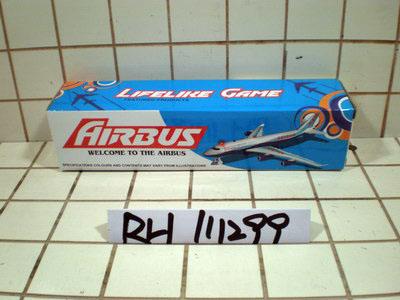 LIFELIKE GAME
FEATURED PRODUCTS
AIRBUS
WELCOME TO THE AIRBUS
SPECIFICATIONS COLOURS AND CONTENTS MAY VARY FROM ILLUSTRATIONS
RH 111299